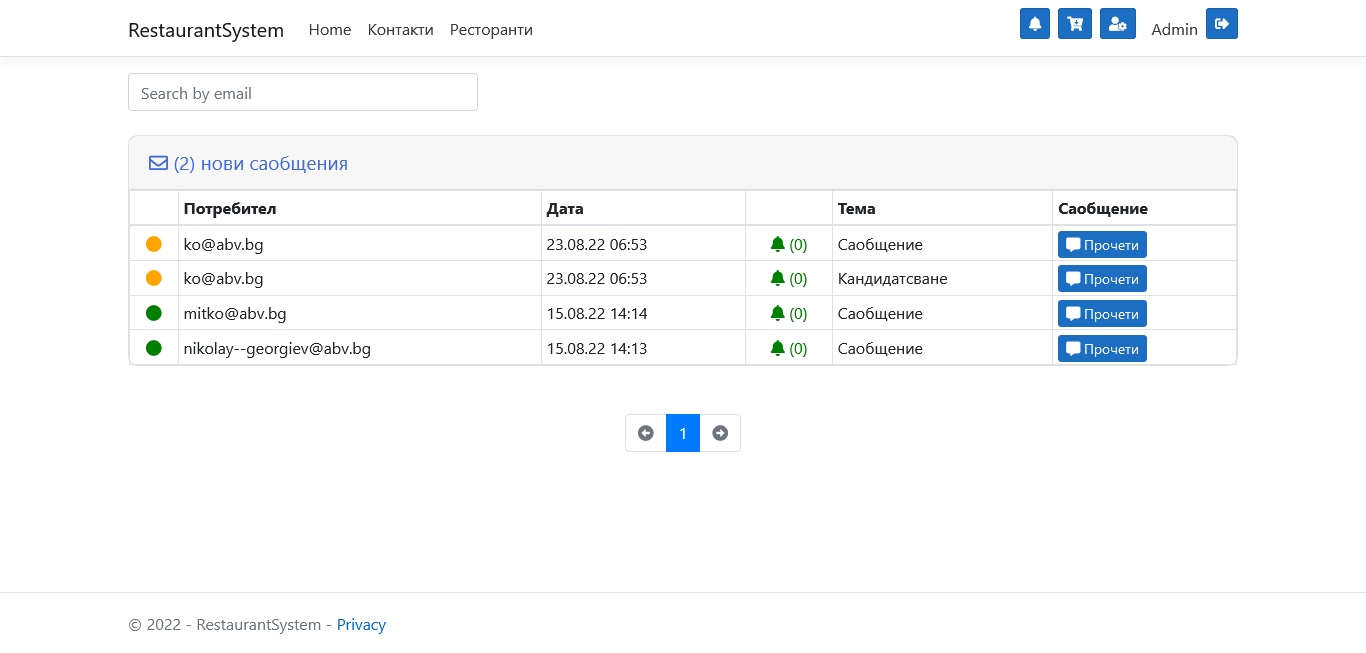 RestaurantSystem Home Контакти Ресторанти Admin
Search by email
(2) нови саобщения
Потребител Дата Тема Саобщение
ko@abv.bg 23.08.22 06:53 (0) Саобщение Прочети
ko@abv.bg 23.08.22 06:53 (0) Кандидатсване Прочети
mitko@abv.bg 15.08.22 14:14 (0) Саобщение Прочети
nikolay--georgiev@abv.bg 15.08.22 14:13 (0) Саобщение Прочети
1
© 2022 - RestaurantSystem - Privacy